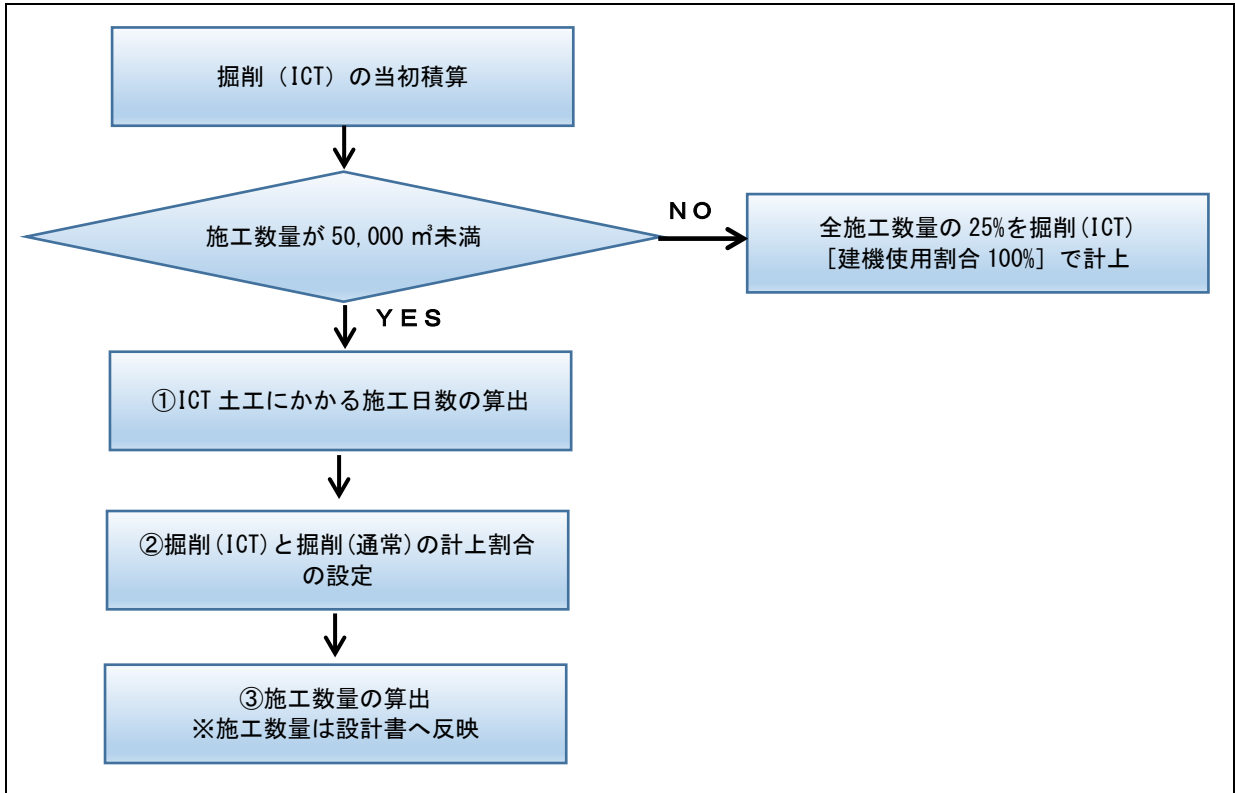 掘削（ICT）の当初積算
施工数量が 50,000 ㎥未満
ＮＯ
全施工数量の 25%を掘削(ICT)
［建機使用割合 100%］で計上
ＹＥＳ
①ICT 土工にかかる施工日数の算出
②掘削(ICT)と掘削(通常)の計上割合
の設定
③施工数量の算出
※施工数量は設計書へ反映